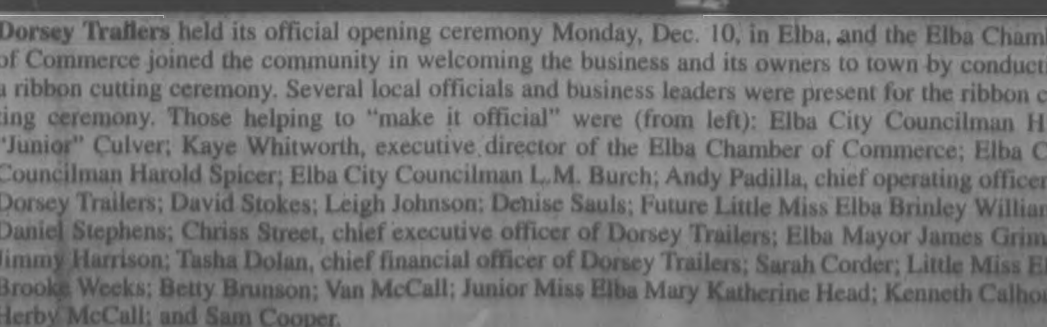 Dorsey Trailers held its official opening ceremony Monday, Dec. 10, in Elba, and the Elba Cham
of Commerce joined the community in welcoming the business and its owners to town by conduct
a ribbon cutting ceremony. Several local officials and business leaders were present for the ribbon c
ting ceremony. Those helping to "make it official" were (from left): Elba City Councilman H
"Junior" Culver; Kaye Whitworth, executive director of the Elba Chamber of Commerce; Elba C
Councilman Harold Spicer; Elba City Councilman L.M. Burch; Andy Padilla, chief operating officer
Dorsey Trailers; David Stokes; Leigh Johnson; Denise Sauls; Future Little Miss Elba Brinley Willia
Daniel Stephens; Chriss Street, chief executive officer of Dorsey Trailers; Elba Mayor James Grim
Jimmy Harrison; Tasha Dolan, chief financial officer of Dorsey Trailers; Sarah Corder; Little Miss El
Brooke Weeks; Betty Brunson; Van McCall; Junior Miss Elba Mary Katherine Head; Kenneth Calho
Herby McCall; and Sam Cooper.